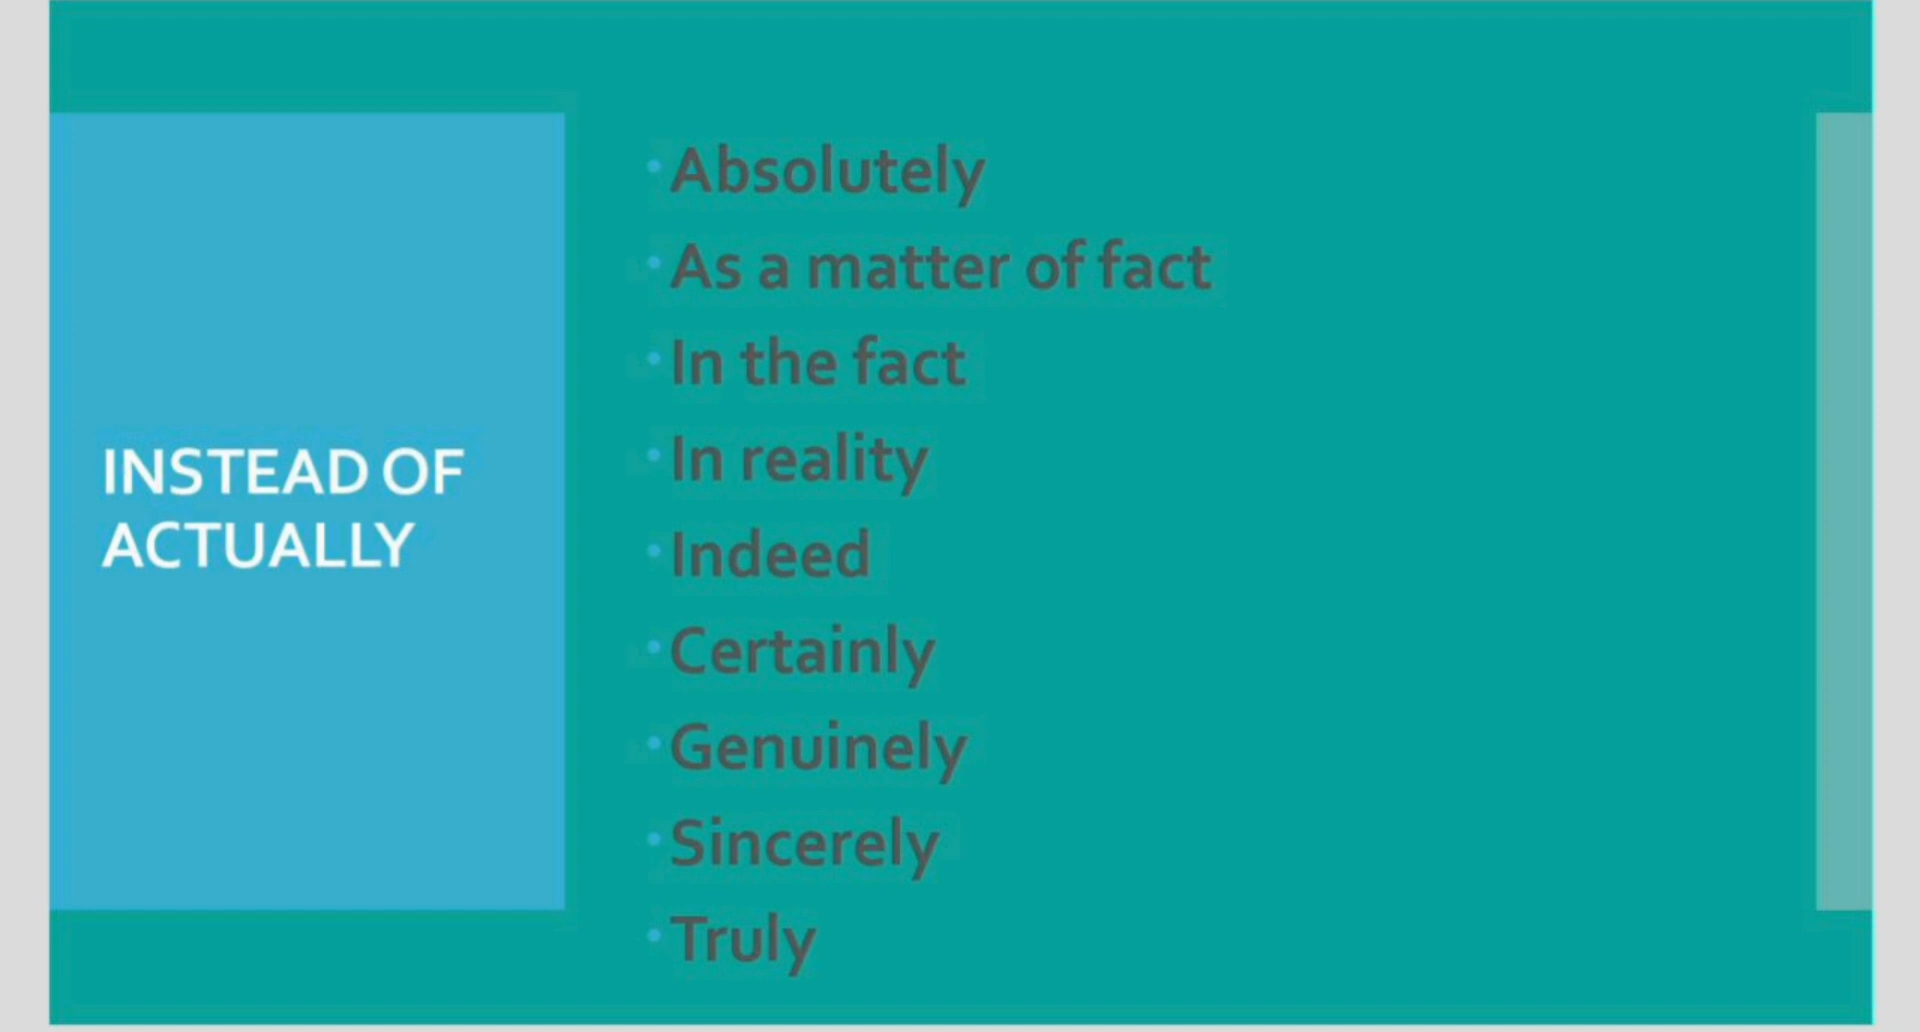 INSTEAD OF
ACTUALLY
Absolutely
As a matter of fact
In the fact
In reality
Indeed
Certainly
Genuinely
Sincerely
Truly